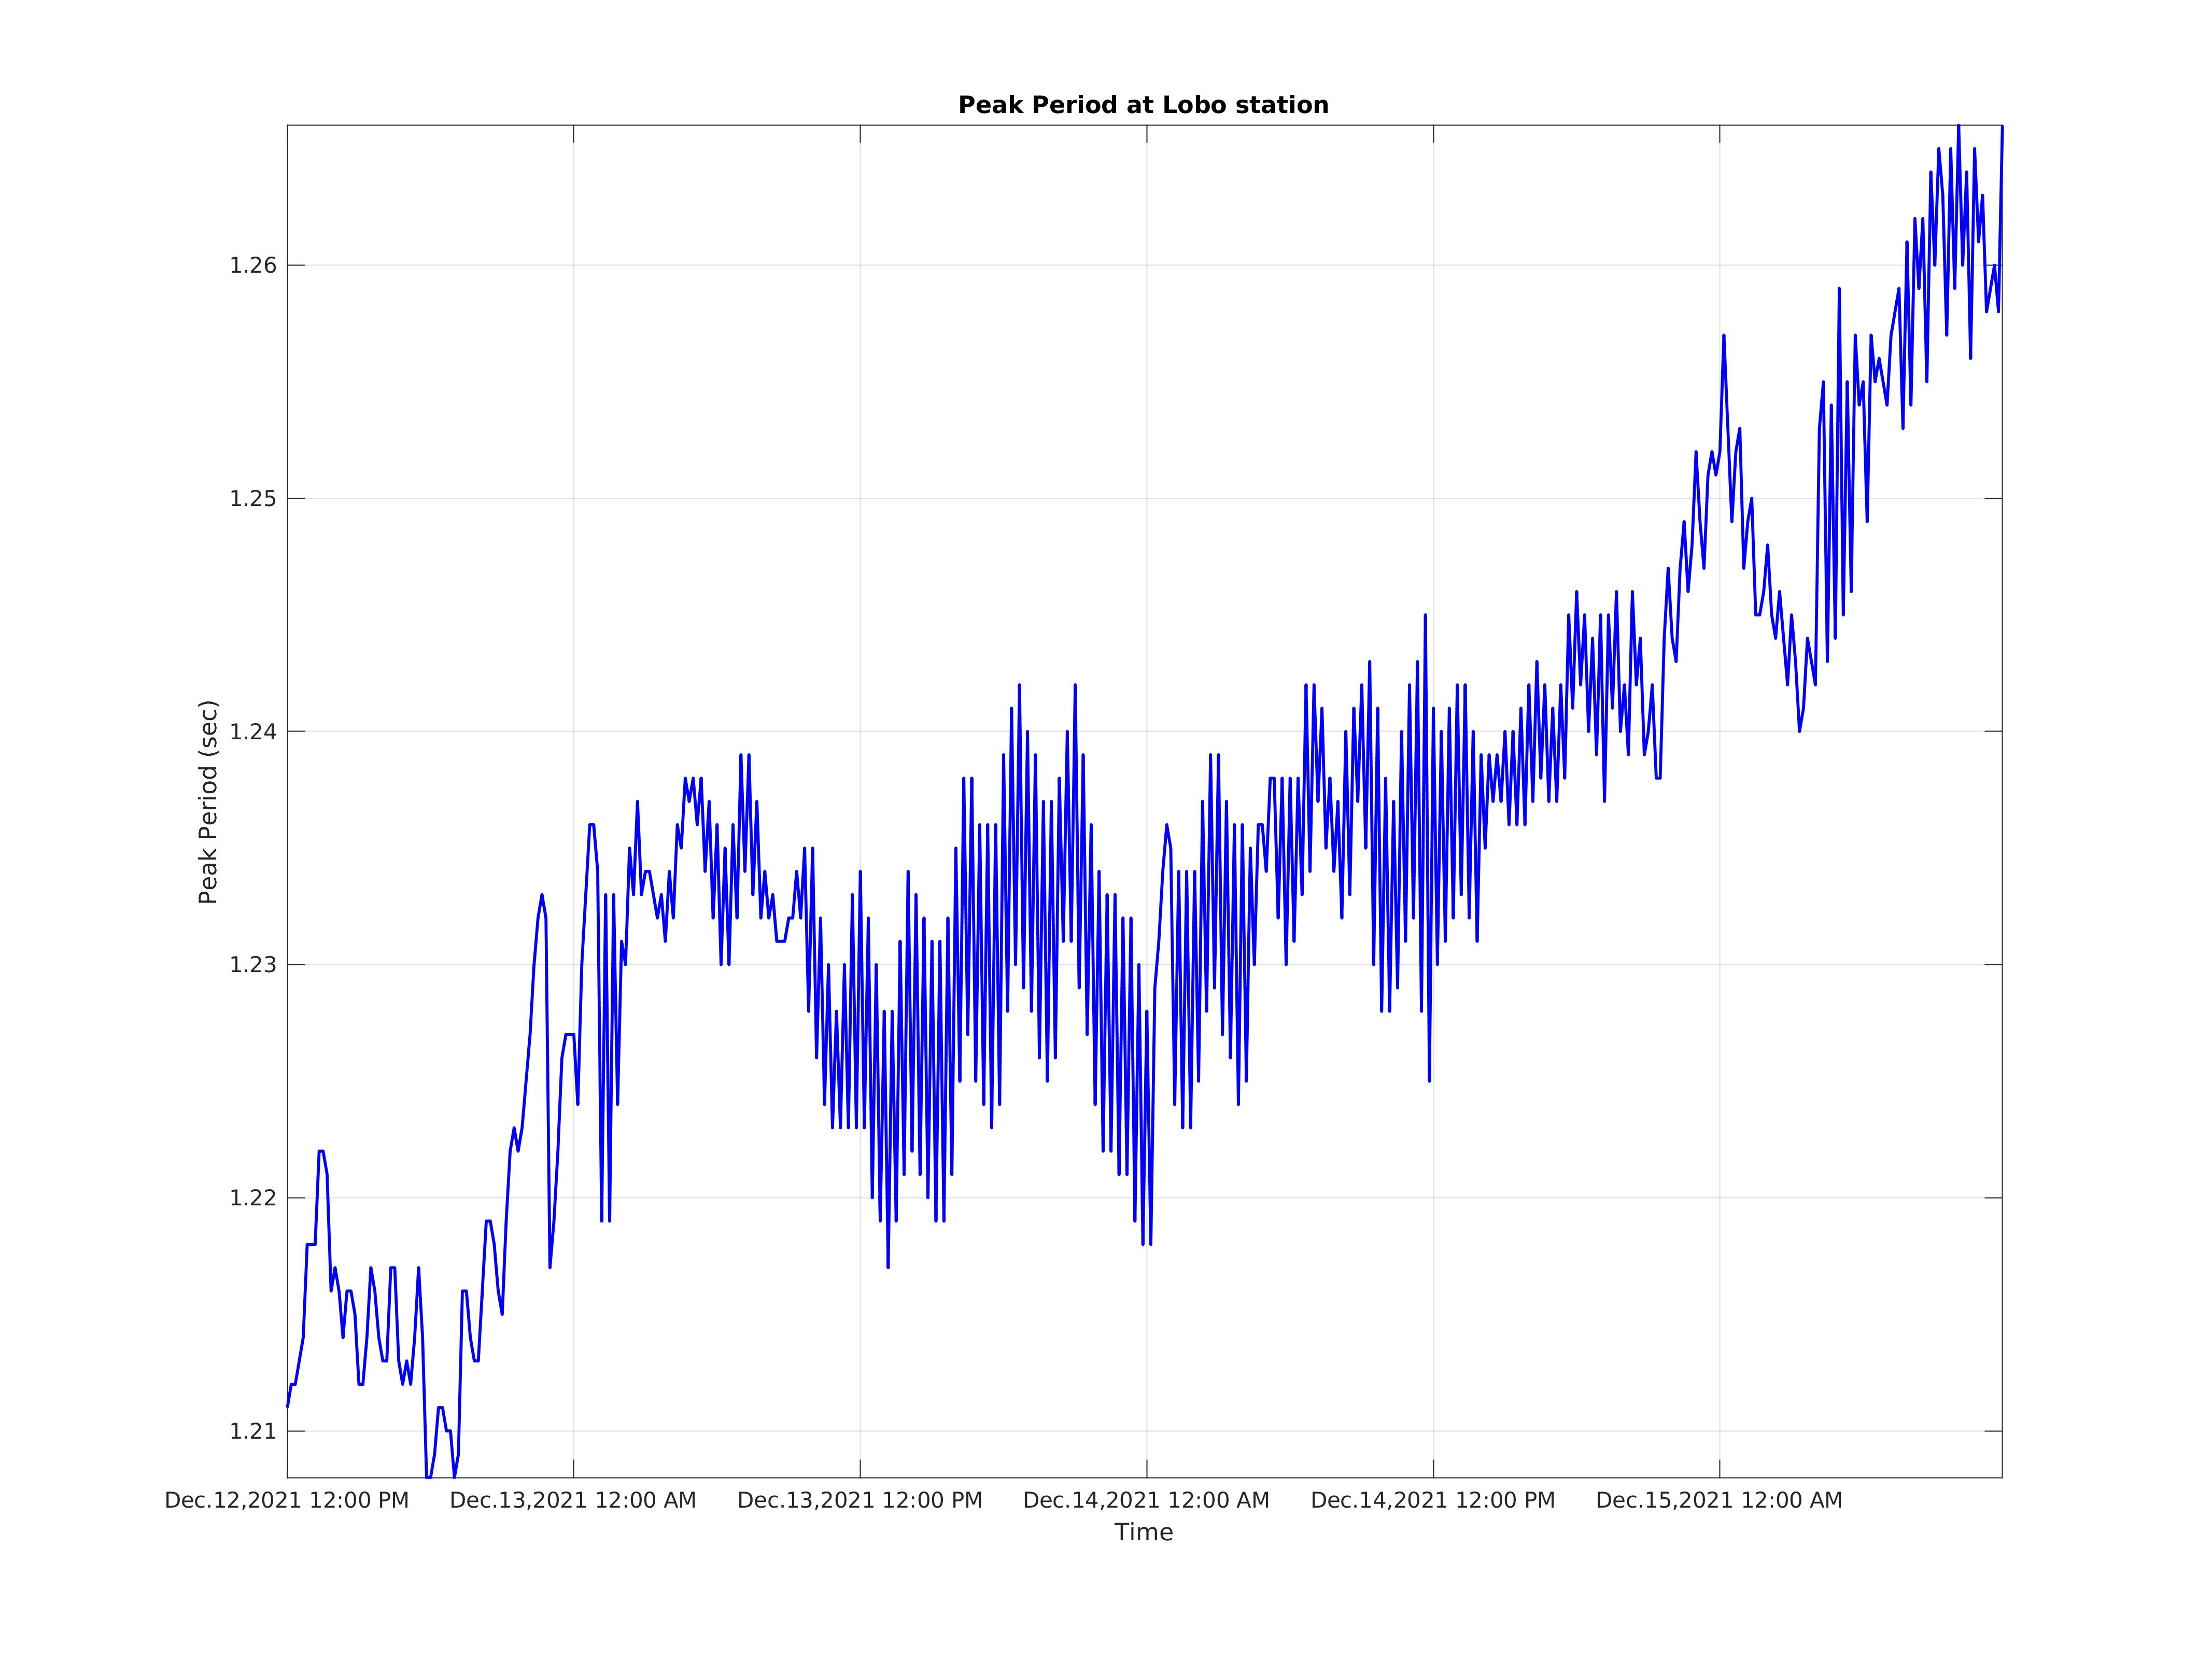 Peak Period at Lobo station
Peak Period (sec)
1.26
1.25
1.24
1.23
1.22
1.21
Dec.12,2021 12:00 PM Dec.13,2021 12:00 AM Dec.13,2021 12:00 PM Dec.14,2021 12:00 AM Dec.14,2021 12:00 PM Dec.15,2021 12:00 AM
Time